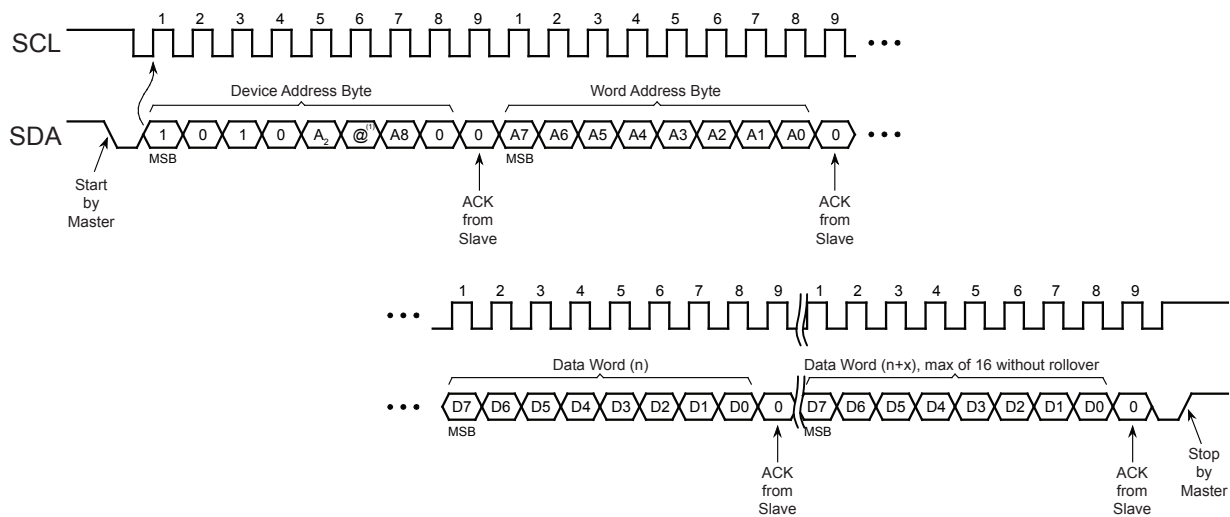 1 2 3 4 5 6 7 8 9 1 2 3 4 5 6 7 8 9
SCL
Device Address Byte Word Address Byte
SDA 1 0 1 0 A2 @(1) A8 0 0 A7 A6 A5 A4 A3 A2 A1 A0 0
MSB MSB
Start
by
Master
ACK
from
Slave
ACK
from
Slave
1 2 3 4 5 6 7 8 9 1 2 3 4 5 6 7 8 9
Data Word (n) Data Word (n+x), max of 16 without rollover
D7 D6 D5 D4 D3 D2 D1 D0 0 D7 D6 D5 D4 D3 D2 D1 D0 0
MSB MSB
ACK
from
Slave
ACK
from
Slave
Stop
by
Master